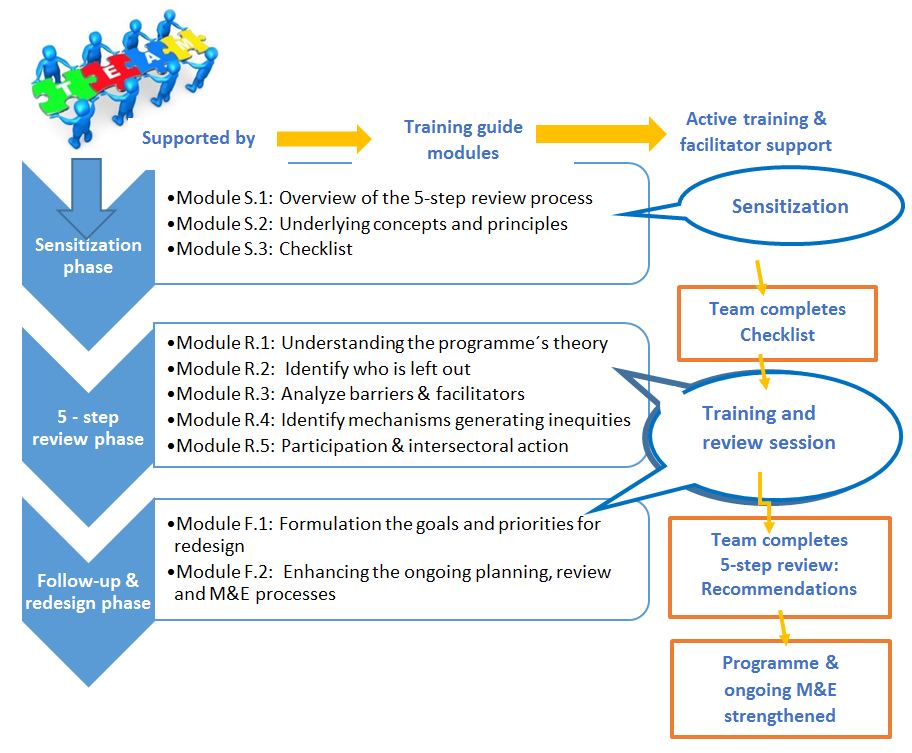 TEAM
Supported by
Training guide
modules
Active training &
facilitator support
Sensitization
phase
•Module S.1: Overview of the 5-step review process
•Module S.2: Underlying concepts and principles
•Module S.3: Checklist
Sensitization
Team completes
Checklist
5 - step
review phase
•Module R.1: Understanding the programme´s theory
•Module R.2: Identify who is left out
•Module R.3: Analyze barriers & facilitators
•Module R.4: Identify mechanisms generating inequities
•Module R.5: Participation & intersectoral action
Training and
review session
Follow-up &
redesign phase
•Module F.1: Formulation the goals and priorities for
redesign
•Module F.2: Enhancing the ongoing planning, review
and M&E processes
Team completes
5-step review:
Recommendations
Programme &
ongoing M&E
strengthened